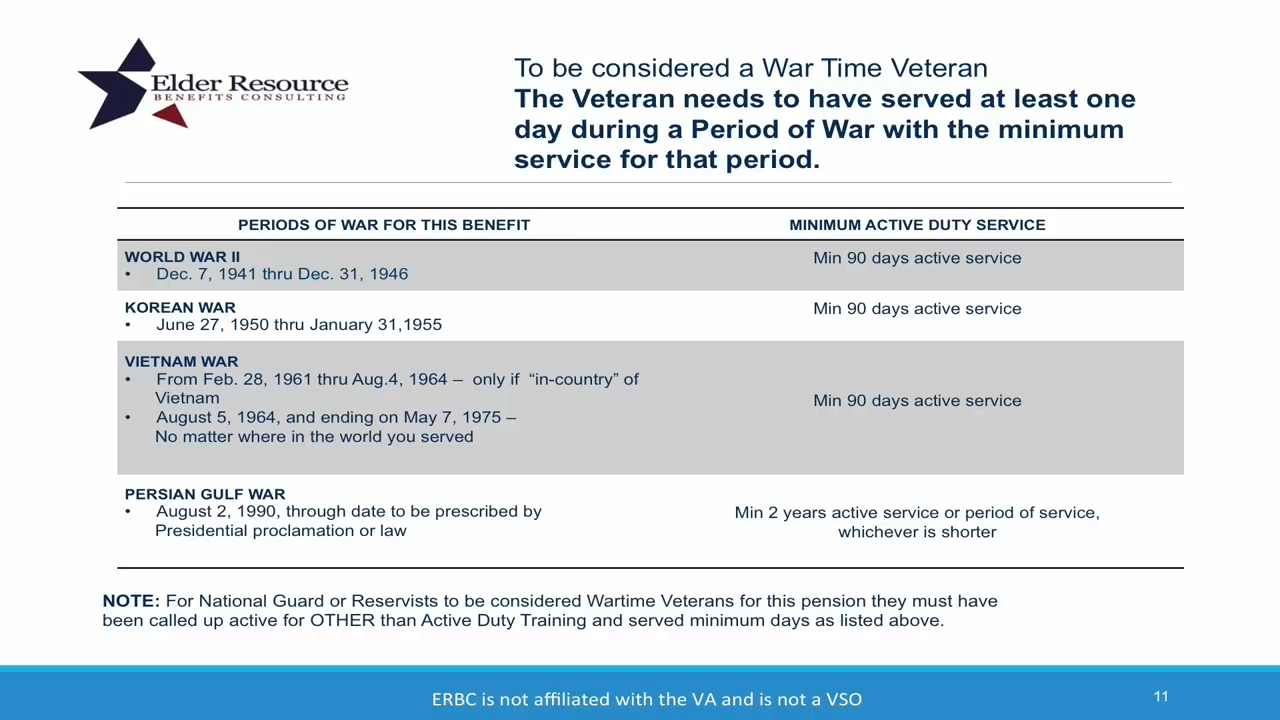 Elder Resource
BENEFITS CONSULTING
To be considered a War Time Veteran
The Veteran needs to have served at least one
day during a Period of War with the minimum
service for that period.
PERIODS OF WAR FOR THIS BENEFIT
MINIMUM ACTIVE DUTY SERVICE
WORLD WAR II
• Dec. 7, 1941 thru Dec. 31, 1946
Min 90 days active service
KOREAN WAR
• June 27, 1950 thru January 31,1955
Min 90 days active service
VIETNAM WAR
• From Feb. 28, 1961 thru Aug.4, 1964 – only if “in-country” of
Vietnam
• August 5, 1964, and ending on May 7, 1975 –
No matter where in the world you served
Min 90 days active service
PERSIAN GULF WAR
• August 2, 1990, through date to be prescribed by
Presidential proclamation or law
Min 2 years active service or period of service,
whichever is shorter
NOTE: For National Guard or Reservists to be considered Wartime Veterans for this pension they must have
been called up active for OTHER than Active Duty Training and served minimum days as listed above.
ERBC is not affiliated with the VA and is not a VSO
11